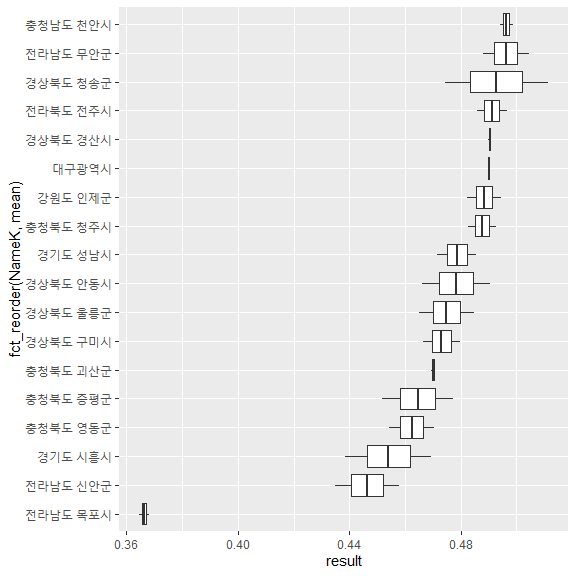 충청남도 천안시
전라남도 무안군
경상북도 청송군
전라북도 전주시
경상북도 경산시
대구광역시
강원도 인제군
충청북도 청주시
경기도 성남시
경상북도 안동시
경상북도 울릉군
경상북도 구미시
충청북도 괴산군
충청북도 증평군
충청북도 영동군
경기도 시흥시
전라남도 신안군
전라남도 목포시
fct_reorder(NameK, mean)
0.36 0.40 0.44 0.48
result